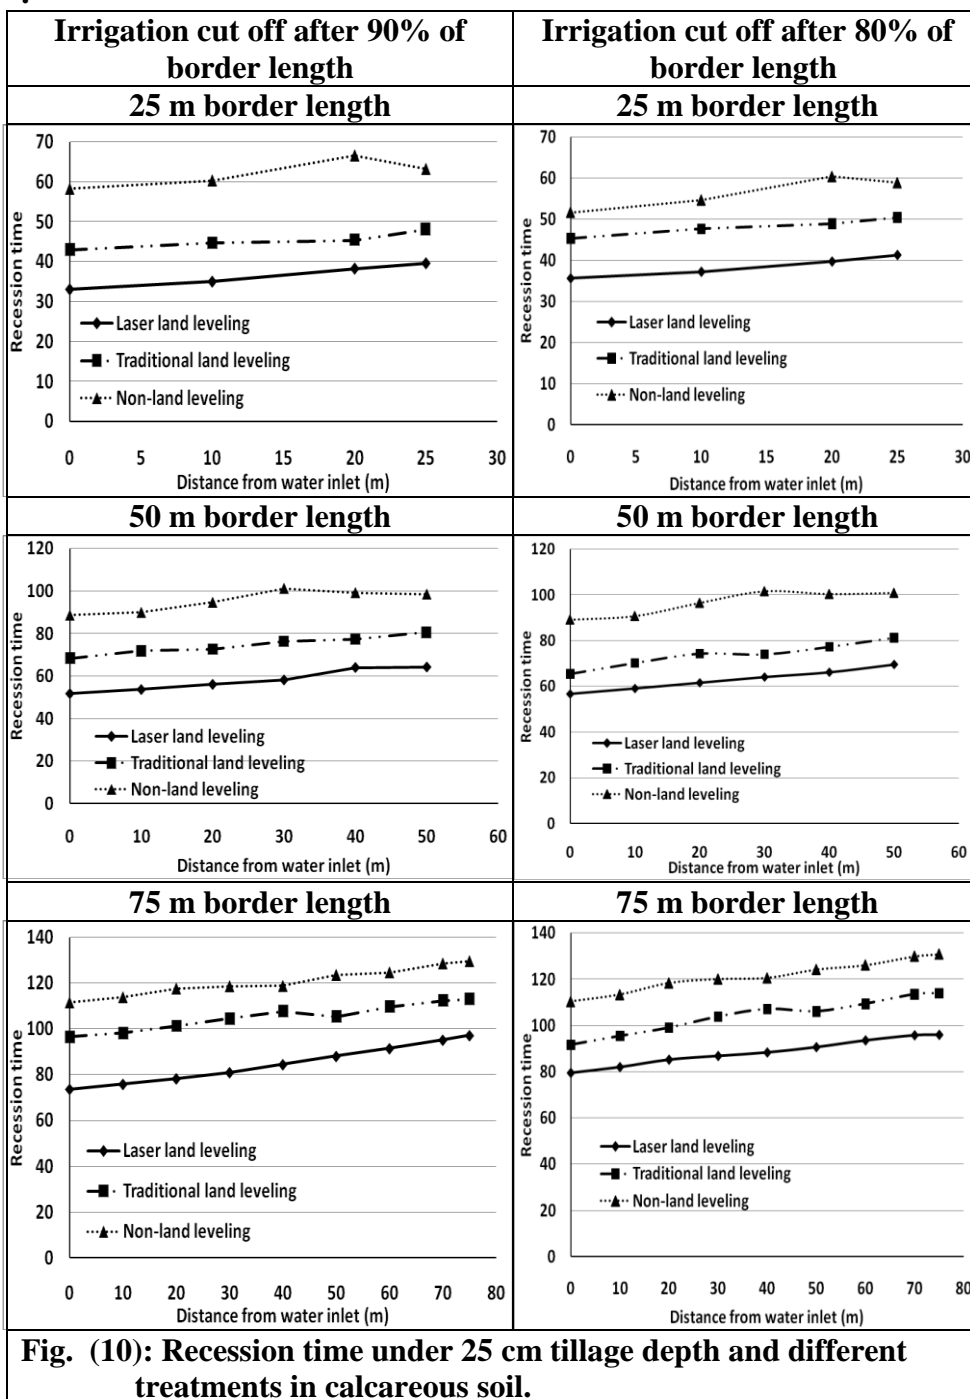 Irrigation cut off after 90% of
border length
Irrigation cut off after 80% of
border length
25 m border length
25 m border length
70
60
50
40
30
20
10
0
Recession time
Laser land leveling
Traditional land leveling
Non-land leveling
0 5 10 15 20 25 30
Distance from water inlet (m)
70
60
50
40
30
20
10
0
Recession time
Laser land leveling
Traditional land leveling
Non-land leveling
0 5 10 15 20 25 30
Distance from water inlet (m)
50 m border length
50 m border length
120
100
80
60
40
20
0
Recession time
Laser land leveling
Traditional land leveling
Non-land leveling
0 10 20 30 40 50 60
Distance from water inlet (m)
120
100
80
60
40
20
0
Recession time
Laser land leveling
Traditional land leveling
Non-land leveling
0 10 20 30 40 50 60
Distance from water inlet (m)
75 m border length
75 m border length
140
120
100
80
60
40
20
0
Recession time
Laser land leveling
Traditional land leveling
Non-land leveling
0 10 20 30 40 50 60 70 80
Distance from water inlet (m)
140
120
100
80
60
40
20
0
Recession time
Laser land leveling
Traditional land leveling
Non-land leveling
0 10 20 30 40 50 60 70 80
Distance from water inlet (m)
Fig. (10): Recession time under 25 cm tillage depth and different
treatments in calcareous soil.